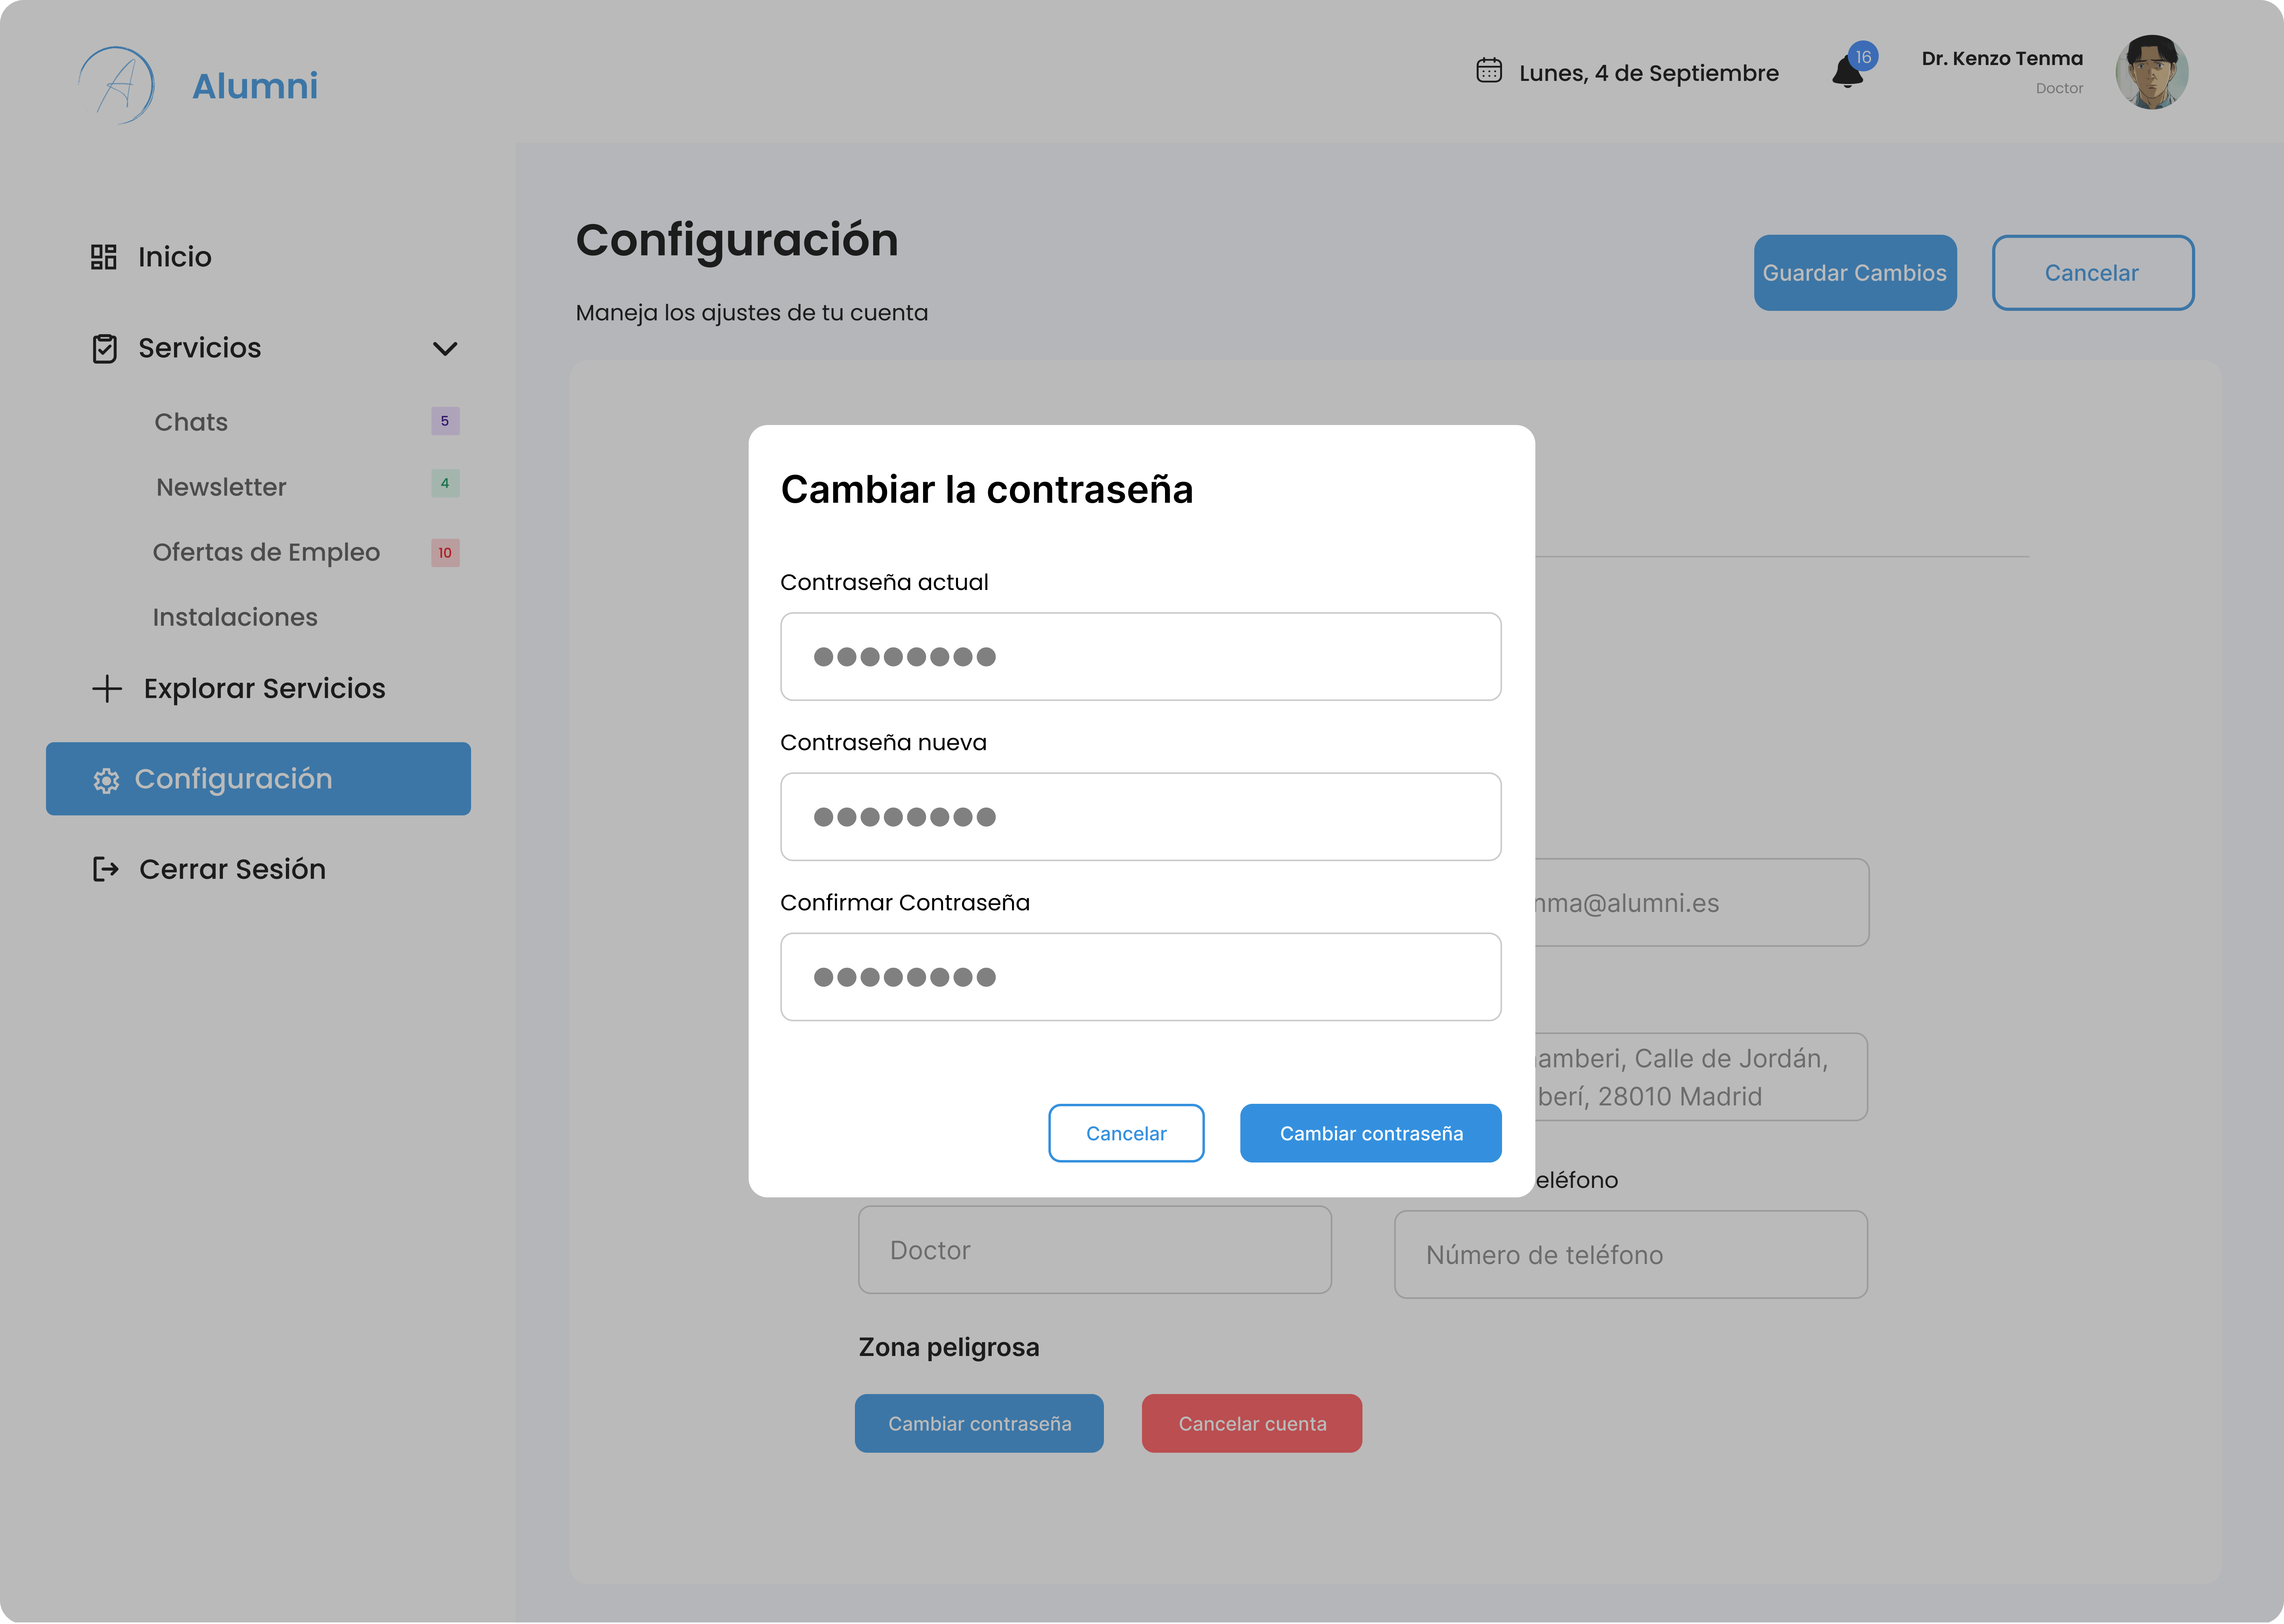 Alumni
Lunes, 4 de Septiembre
16
Dr. Kenzo Tenma
Doctor
Inicio
Servicios
Chats
5
Newsletter
4
Ofertas de Empleo
10
Instalaciones
Explorar Servicios
Configuración
Cerrar Sesión
Configuración
Maneja los ajustes de tu cuenta
Guardar Cambios
Cancelar
Cambiar la contraseña
Contraseña actual
Contraseña nueva
Confirmar Contraseña
Cancelar
Cambiar contraseña
nma@alumni.es
amberi, Calle de Jordán,
berí, 28010 Madrid
eléfono
Doctor
Número de teléfono
Zona peligrosa
Cambiar contraseña
Cancelar cuenta